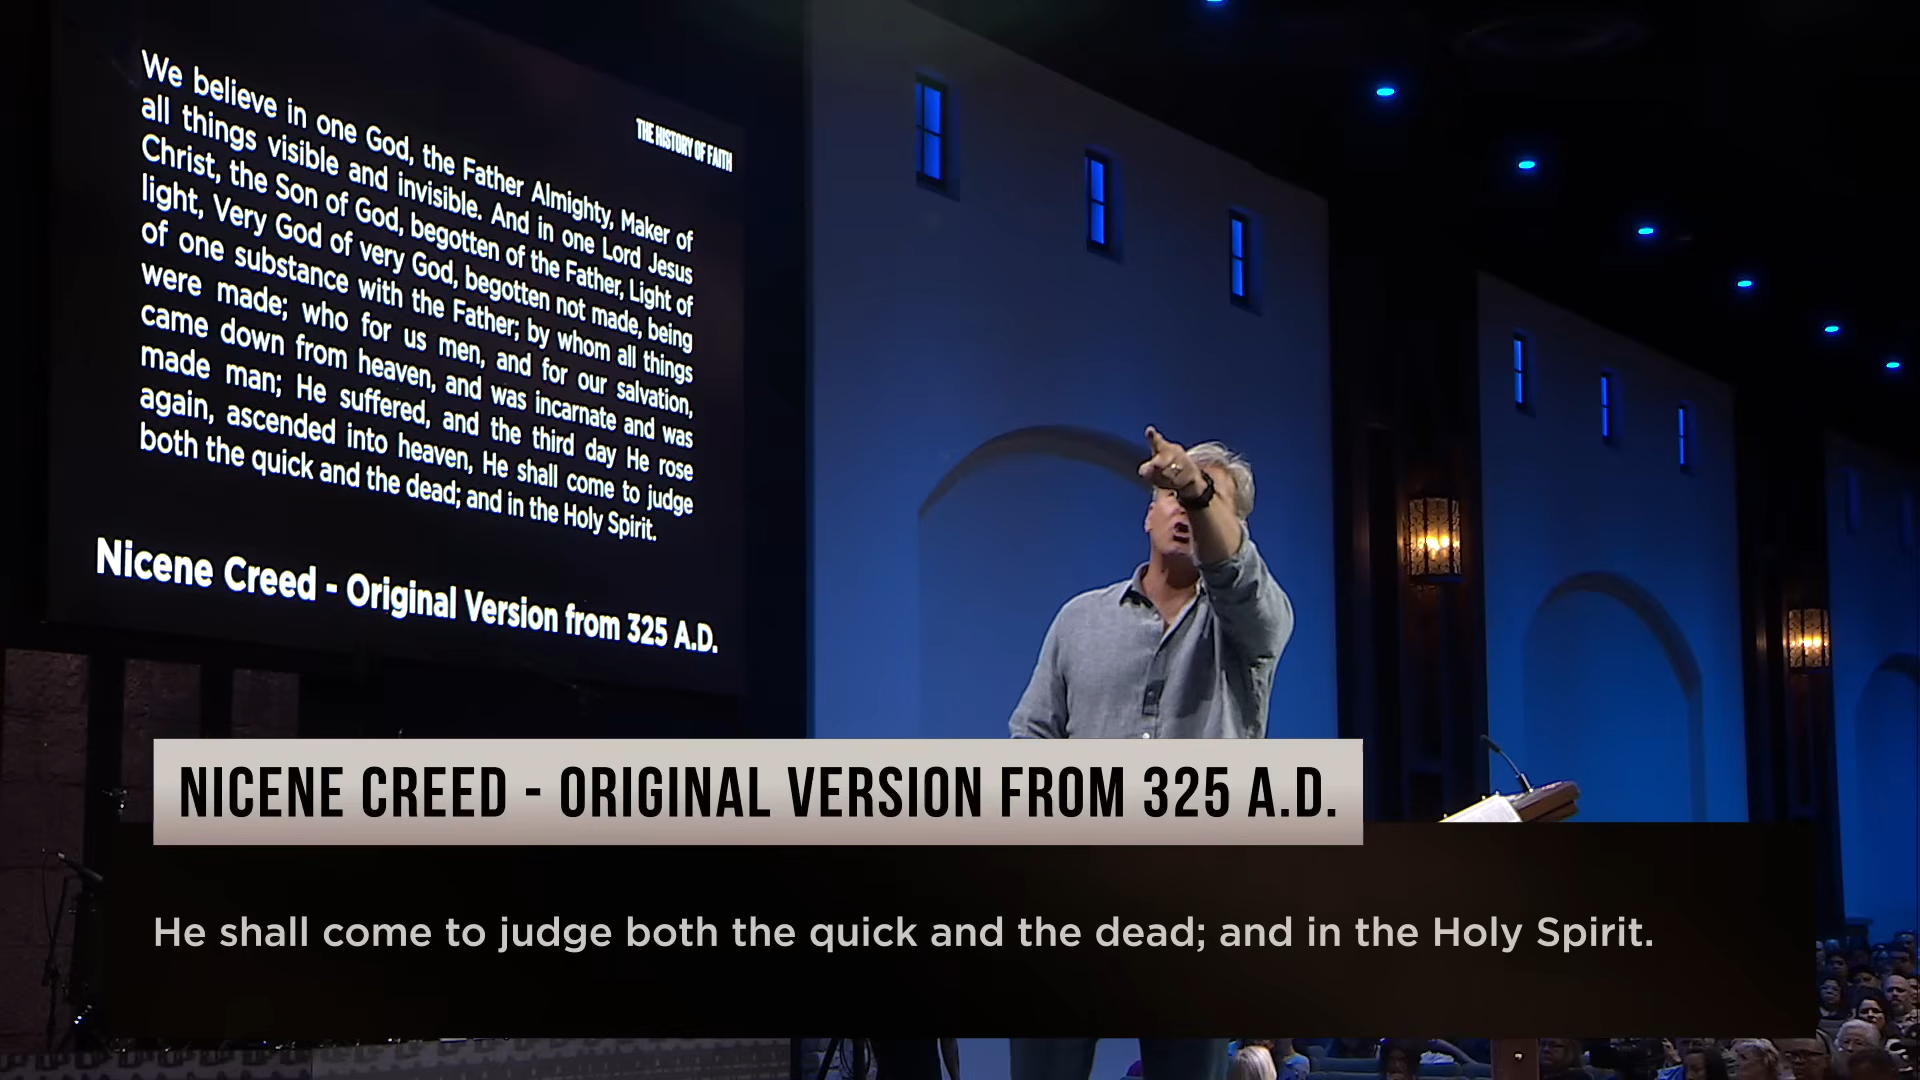 We believe in one God, the Father Almighty, Maker of
all things visible and invisible. And in one Lord Jesus
Christ, the Son of God, begotten of the Father, Light of
light, Very God of very God, begotten not made, being
of one substance with the Father; by whom all things
were made; who for us men, and for our salvation,
came down from heaven, and was incarnate and was
made man; He suffered, and the third day He rose
again, ascended into heaven, He shall come to judge
both the quick and the dead; and in the Holy Spirit.
THE HISTORY OF FAITH
Nicene Creed - Original Version from 325 A.D.
NICENE CREED - ORIGINAL VERSION FROM 325 A.D.
He shall come to judge both the quick and the dead; and in the Holy Spirit.